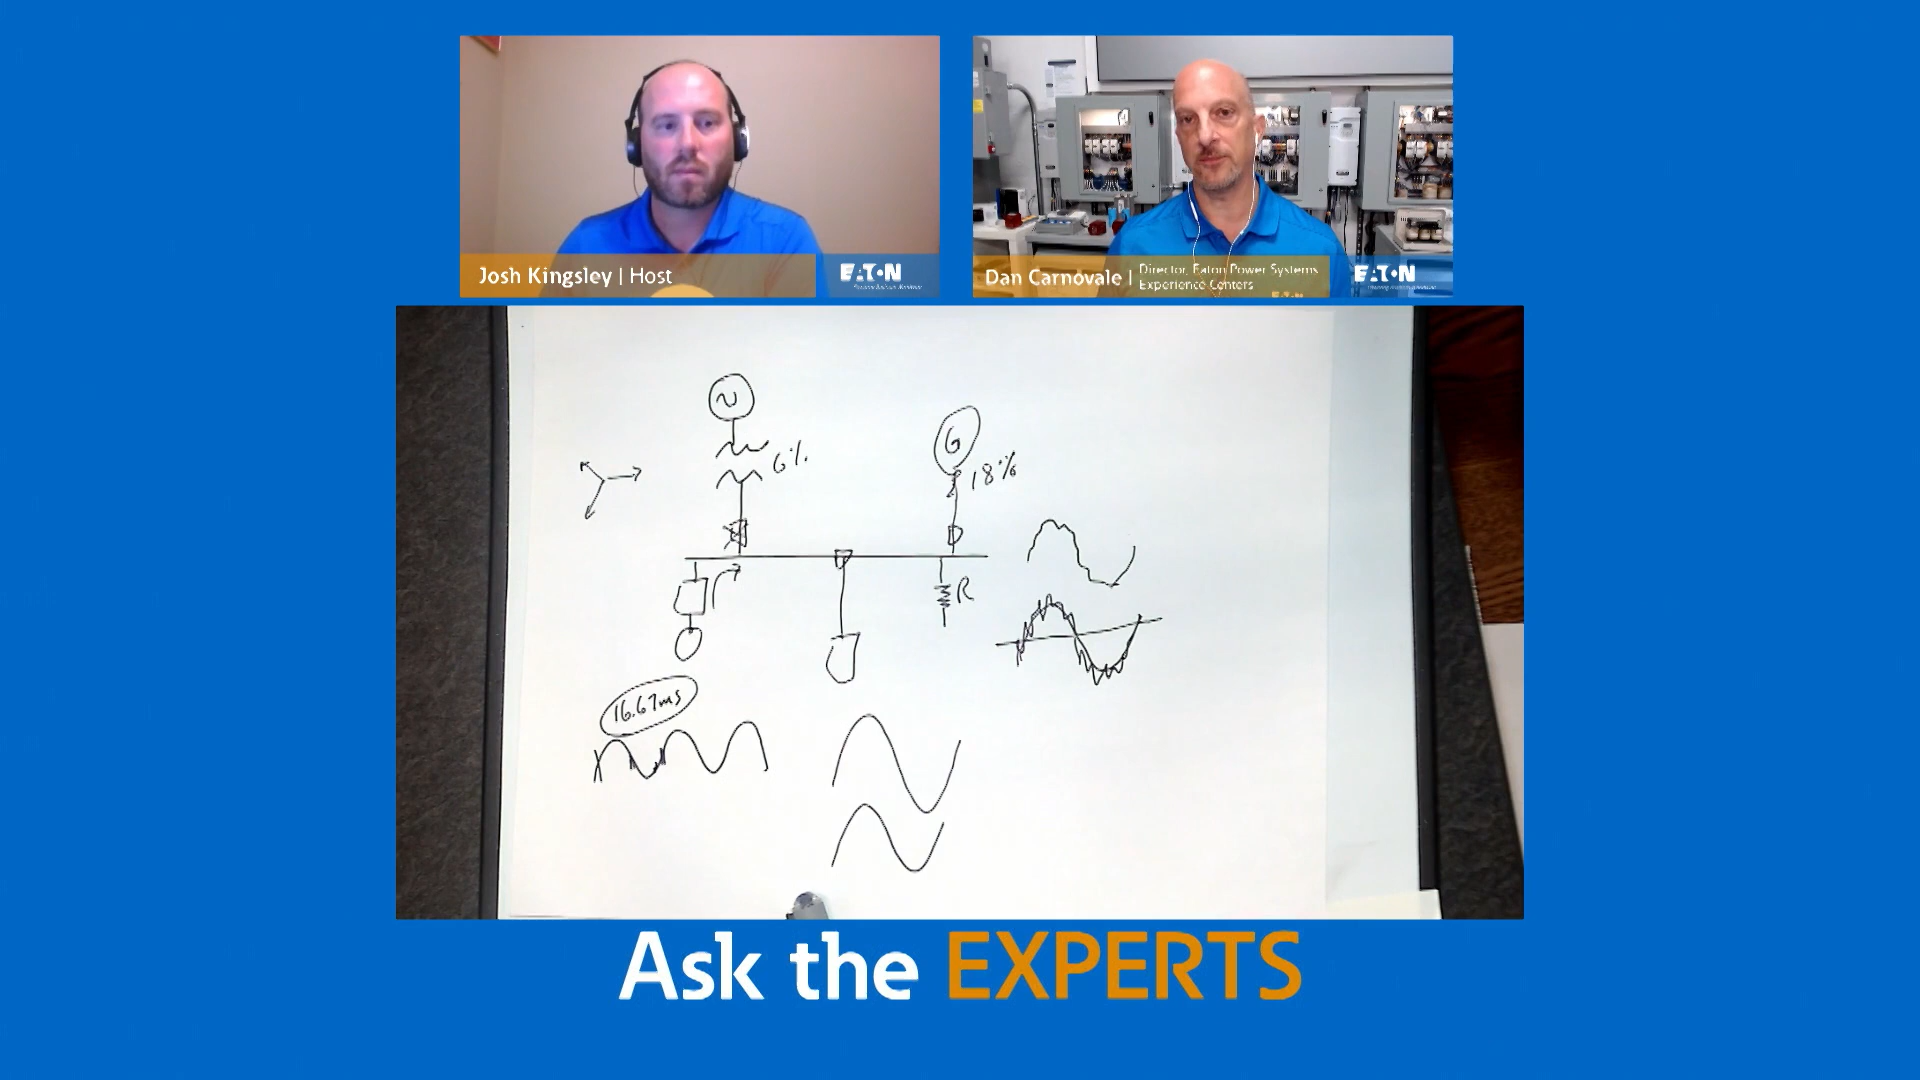 Josh Kingsley | Host
EATON
Dan Carnovale | Director, Eaton Power Systems
Experience Centers
EATON
6%
G
18%
R
16.67ms
Ask the EXPERTS